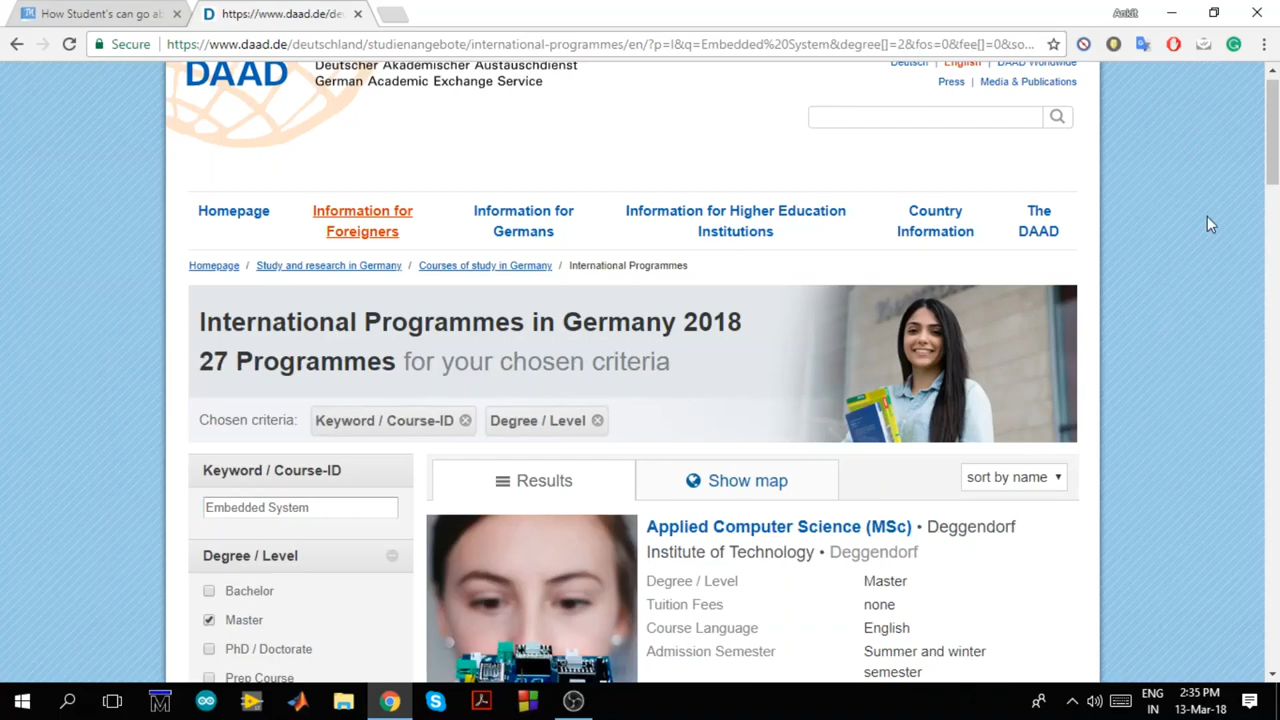 How Student's can go ab
https://www.daad.de/de
Ankit
Secure
https://www.daad.de/deutschland/studienangebote/international-programmes/en/?p=l&q=Embedded%20System&degree[]=2&fos=0&fee[]=0&so...
DAAD
Deutscher Akademischer Austauschdienst
German Academic Exchange Service
Deutsch | English | DAAD Worldwide
Press | Media & Publications
Homepage
Information for
Foreigners
Information for
Germans
Information for Higher Education
Institutions
Country
Information
The
DAAD
Homepage / Study and research in Germany / Courses of study in Germany / International Programmes
International Programmes in Germany 2018
27 Programmes for your chosen criteria
Chosen criteria: Keyword / Course-ID Degree / Level
Keyword / Course-ID
Embedded System
Degree / Level
Bachelor
Master
PhD / Doctorate
Prep Course
Results
Show map
sort by name
Applied Computer Science (MSc) • Deggendorf
Institute of Technology • Deggendorf
Degree / Level Master
Tuition Fees none
Course Language English
Admission Semester Summer and winter
semester
ENG
IN
2:35 PM
13-Mar-18